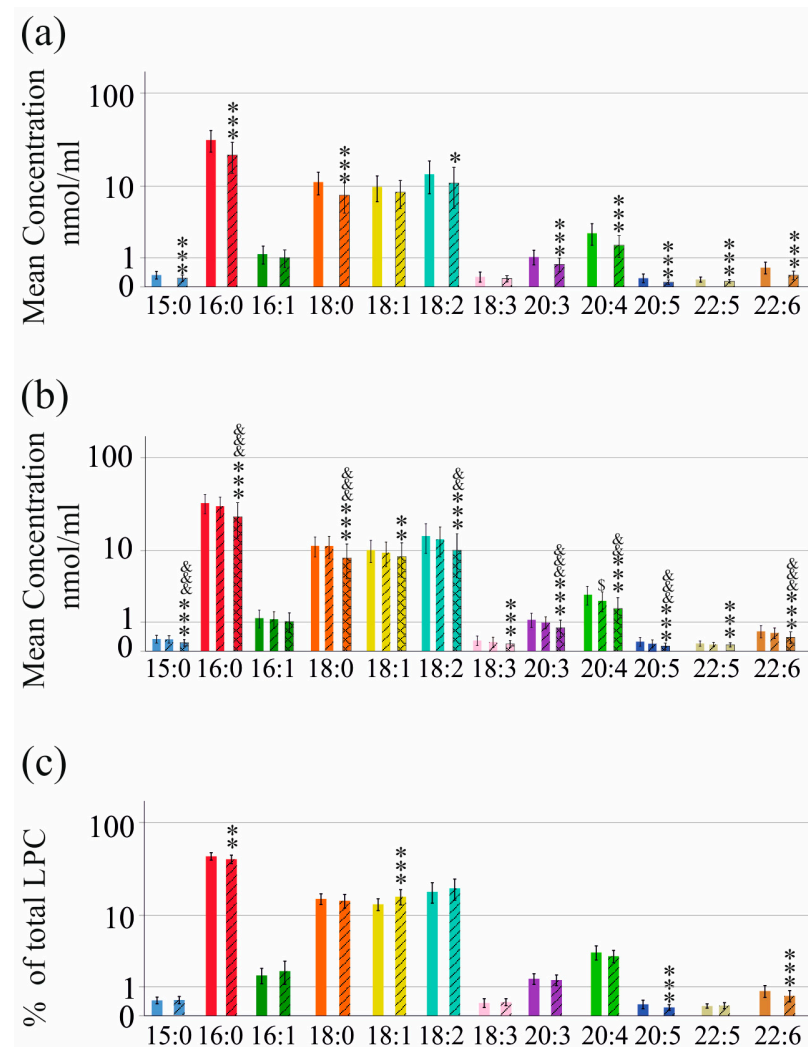 (a)
Mean Concentration
nmol/ml
100
10
1
0
*** *** *** * *** *** *** *** ***
15:0 16:0 16:1 18:0 18:1 18:2 18:3 20:3 20:4 20:5 22:5 22:6
(b)
Mean Concentration
nmol/ml
100
10
1
0
***&&& ***&&& ***&&& ** ***&& *** ***&&& $ ***&& ***&&& *** ***&&&
15:0 16:0 16:1 18:0 18:1 18:2 18:3 20:3 20:4 20:5 22:5 22:6
(c)
% of total LPC
100
10
1
0
** *** *** ***
15:0 16:0 16:1 18:0 18:1 18:2 18:3 20:3 20:4 20:5 22:5 22:6